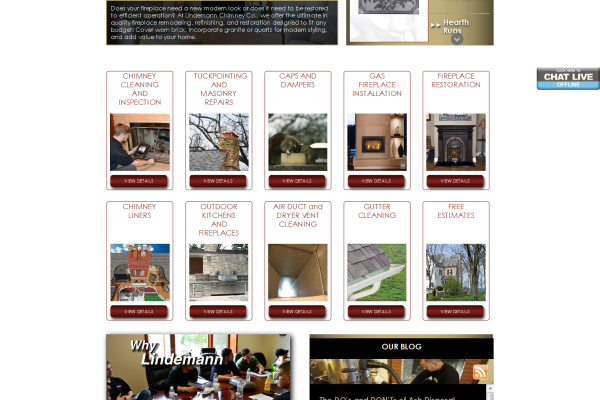 Does your fireplace need a new modern look or does it need to be restored
to efficient operation? At Lindemann Chimney Co., we offer the ultimate in
quality fireplace remodeling, refinishing, and restoration designed to fit any
budget! Cover worn brick, incorporate granite or quartz for modern styling,
and add value to your home.
Hearth
Rugs
CHAT LIVE
OFFLINE
CHIMNEY
CLEANING
AND
INSPECTION
VIEW DETAILS
TUCKPOINTING
AND
MASONRY
REPAIRS
VIEW DETAILS
CAPS AND
DAMPERS
VIEW DETAILS
GAS
FIREPLACE
INSTALLATION
VIEW DETAILS
FIREPLACE
RESTORATION
VIEW DETAILS
CHIMNEY
LINERS
VIEW DETAILS
OUTDOOR
KITCHENS
AND
FIREPLACES
VIEW DETAILS
AIR DUCT and
DRYER VENT
CLEANING
VIEW DETAILS
GUTTER
CLEANING
VIEW DETAILS
FREE
ESTIMATES
VIEW DETAILS
Why
Lindemann
OUR BLOG
The DO's and DON'Ts of Ash Disposal